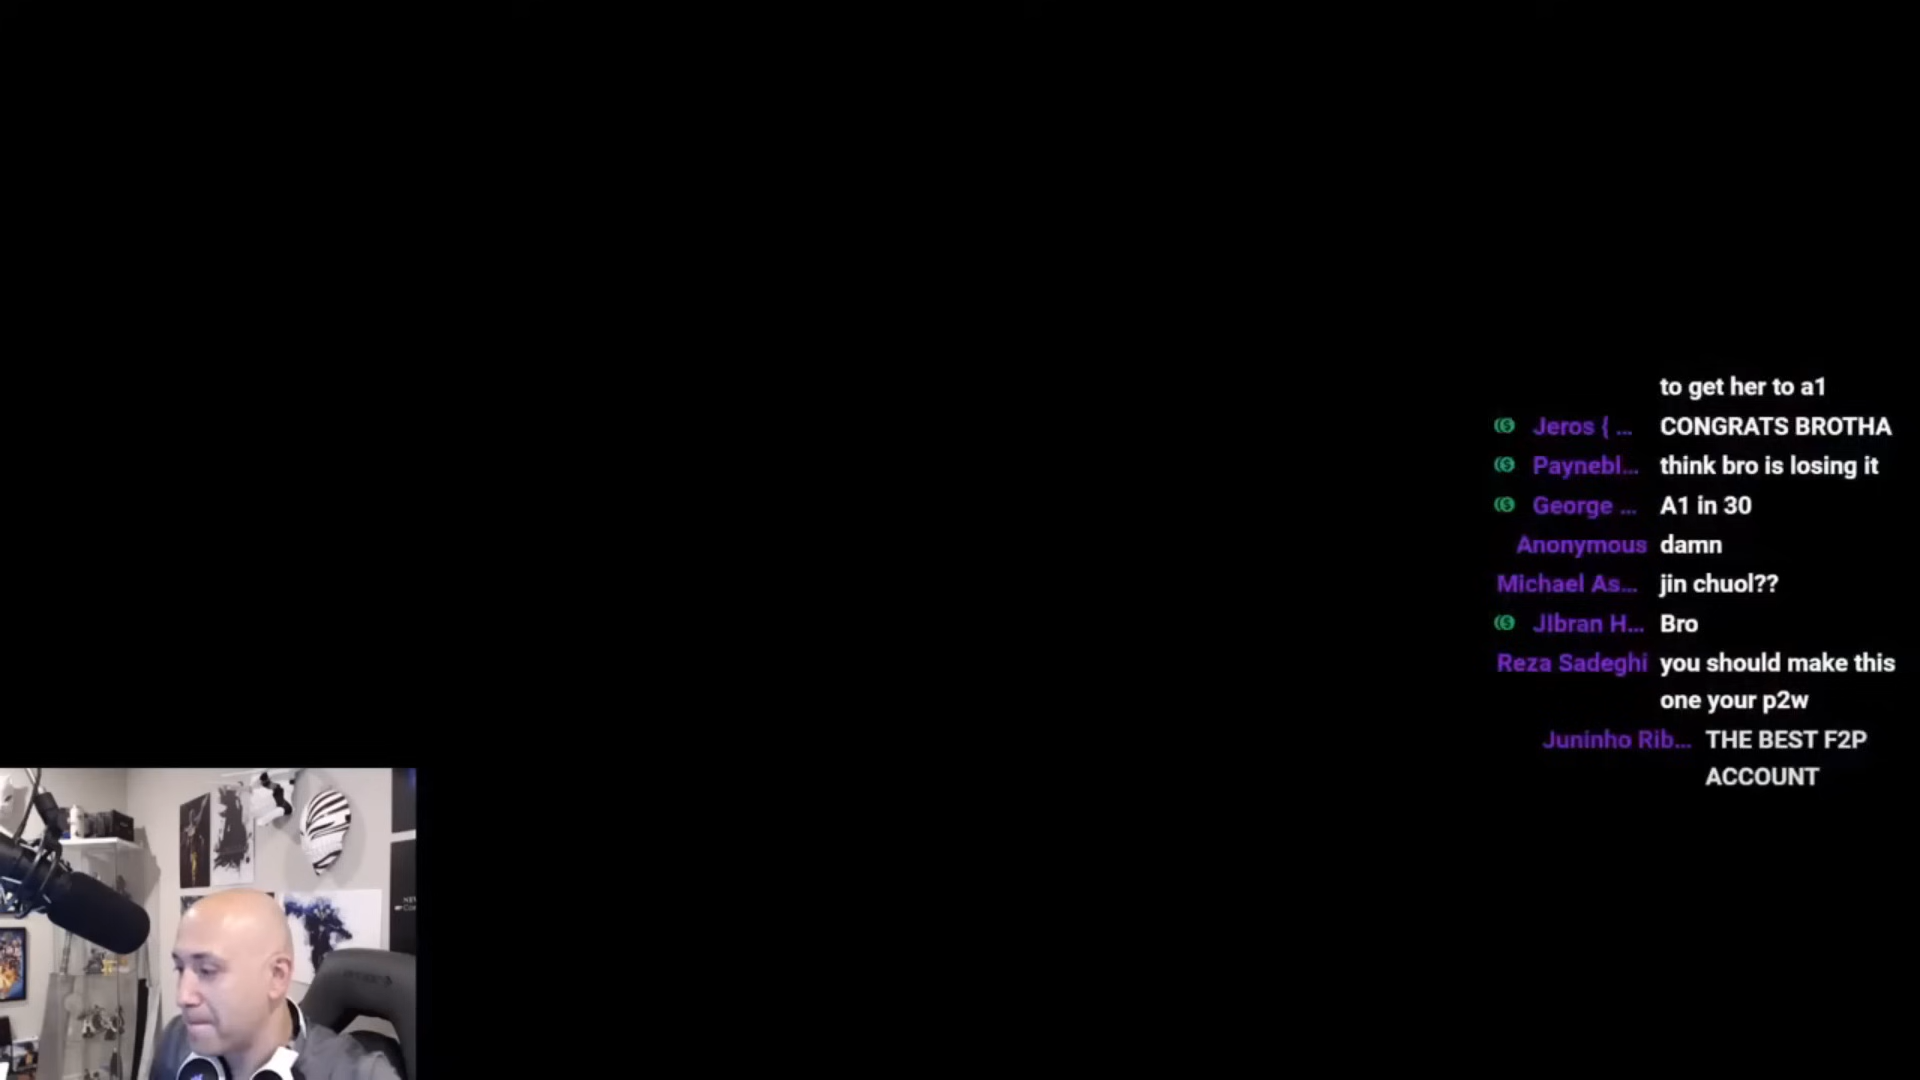 to get her to a1
Jeros { ... CONGRATS BROTHA
Paynebl... think bro is losing it
George ... A1 in 30
Anonymous damn
Michael As... jin chuol??
JIbran H... Bro
Reza Sadeghi you should make this
one your p2w
Juninho Rib... THE BEST F2P
ACCOUNT